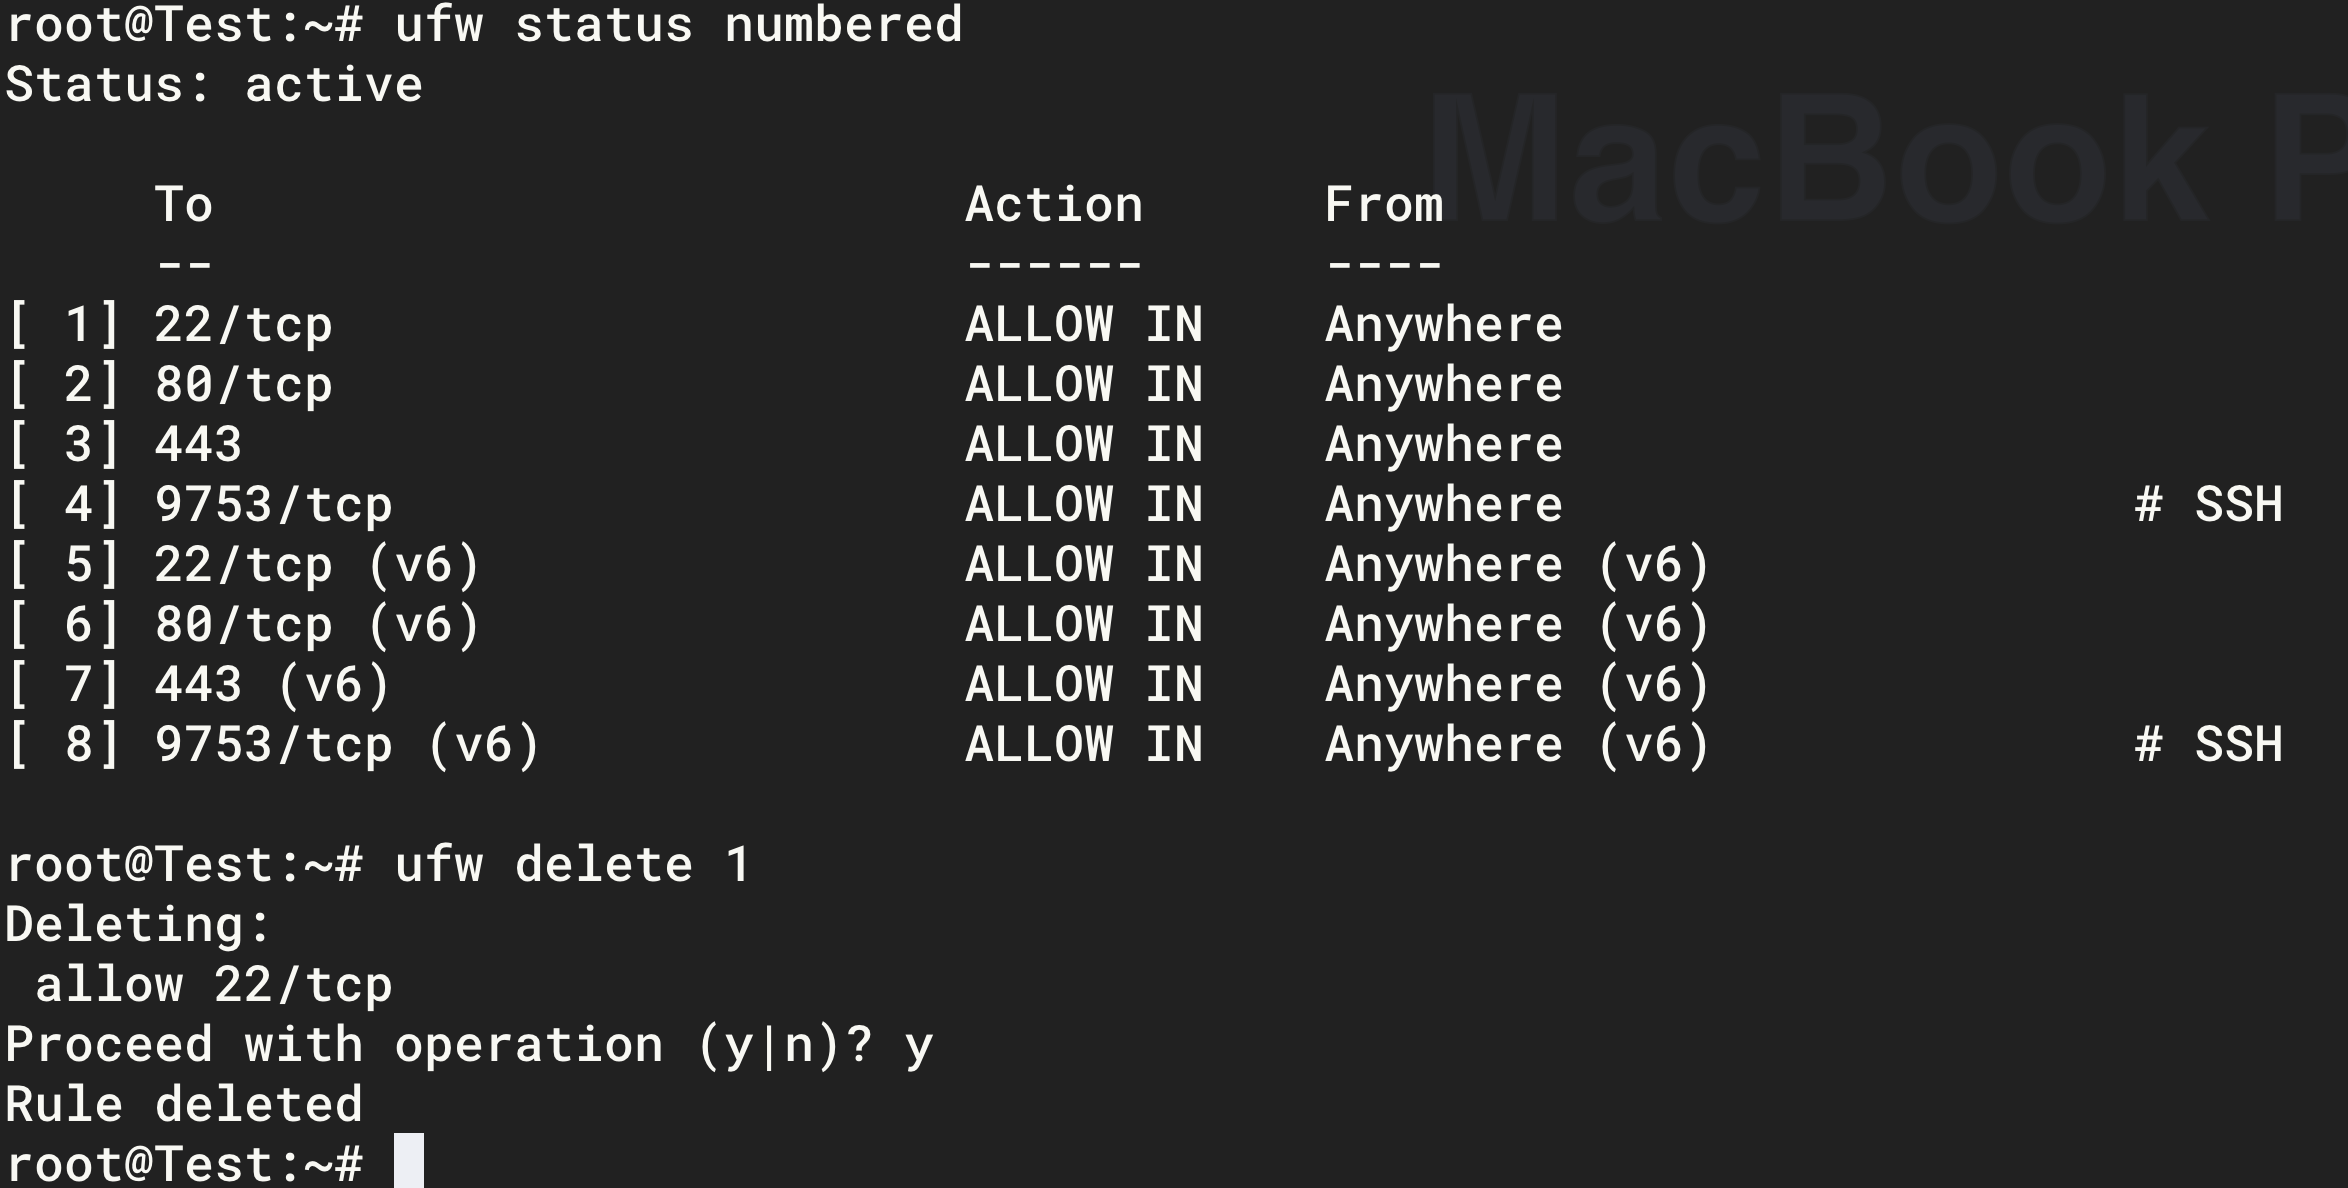 root@Test:~# ufw status numbered
Status: active
MacBook P
     To                         Action      From
     --                         ------      ----
[ 1] 22/tcp                     ALLOW IN    Anywhere
[ 2] 80/tcp                     ALLOW IN    Anywhere
[ 3] 443                        ALLOW IN    Anywhere
[ 4] 9753/tcp                   ALLOW IN    Anywhere                   # SSH
[ 5] 22/tcp (v6)                ALLOW IN    Anywhere (v6)
[ 6] 80/tcp (v6)                ALLOW IN    Anywhere (v6)
[ 7] 443 (v6)                   ALLOW IN    Anywhere (v6)
[ 8] 9753/tcp (v6)              ALLOW IN    Anywhere (v6)              # SSH
root@Test:~# ufw delete 1
Deleting:
 allow 22/tcp
Proceed with operation (y|n)? y
Rule deleted
root@Test:~#